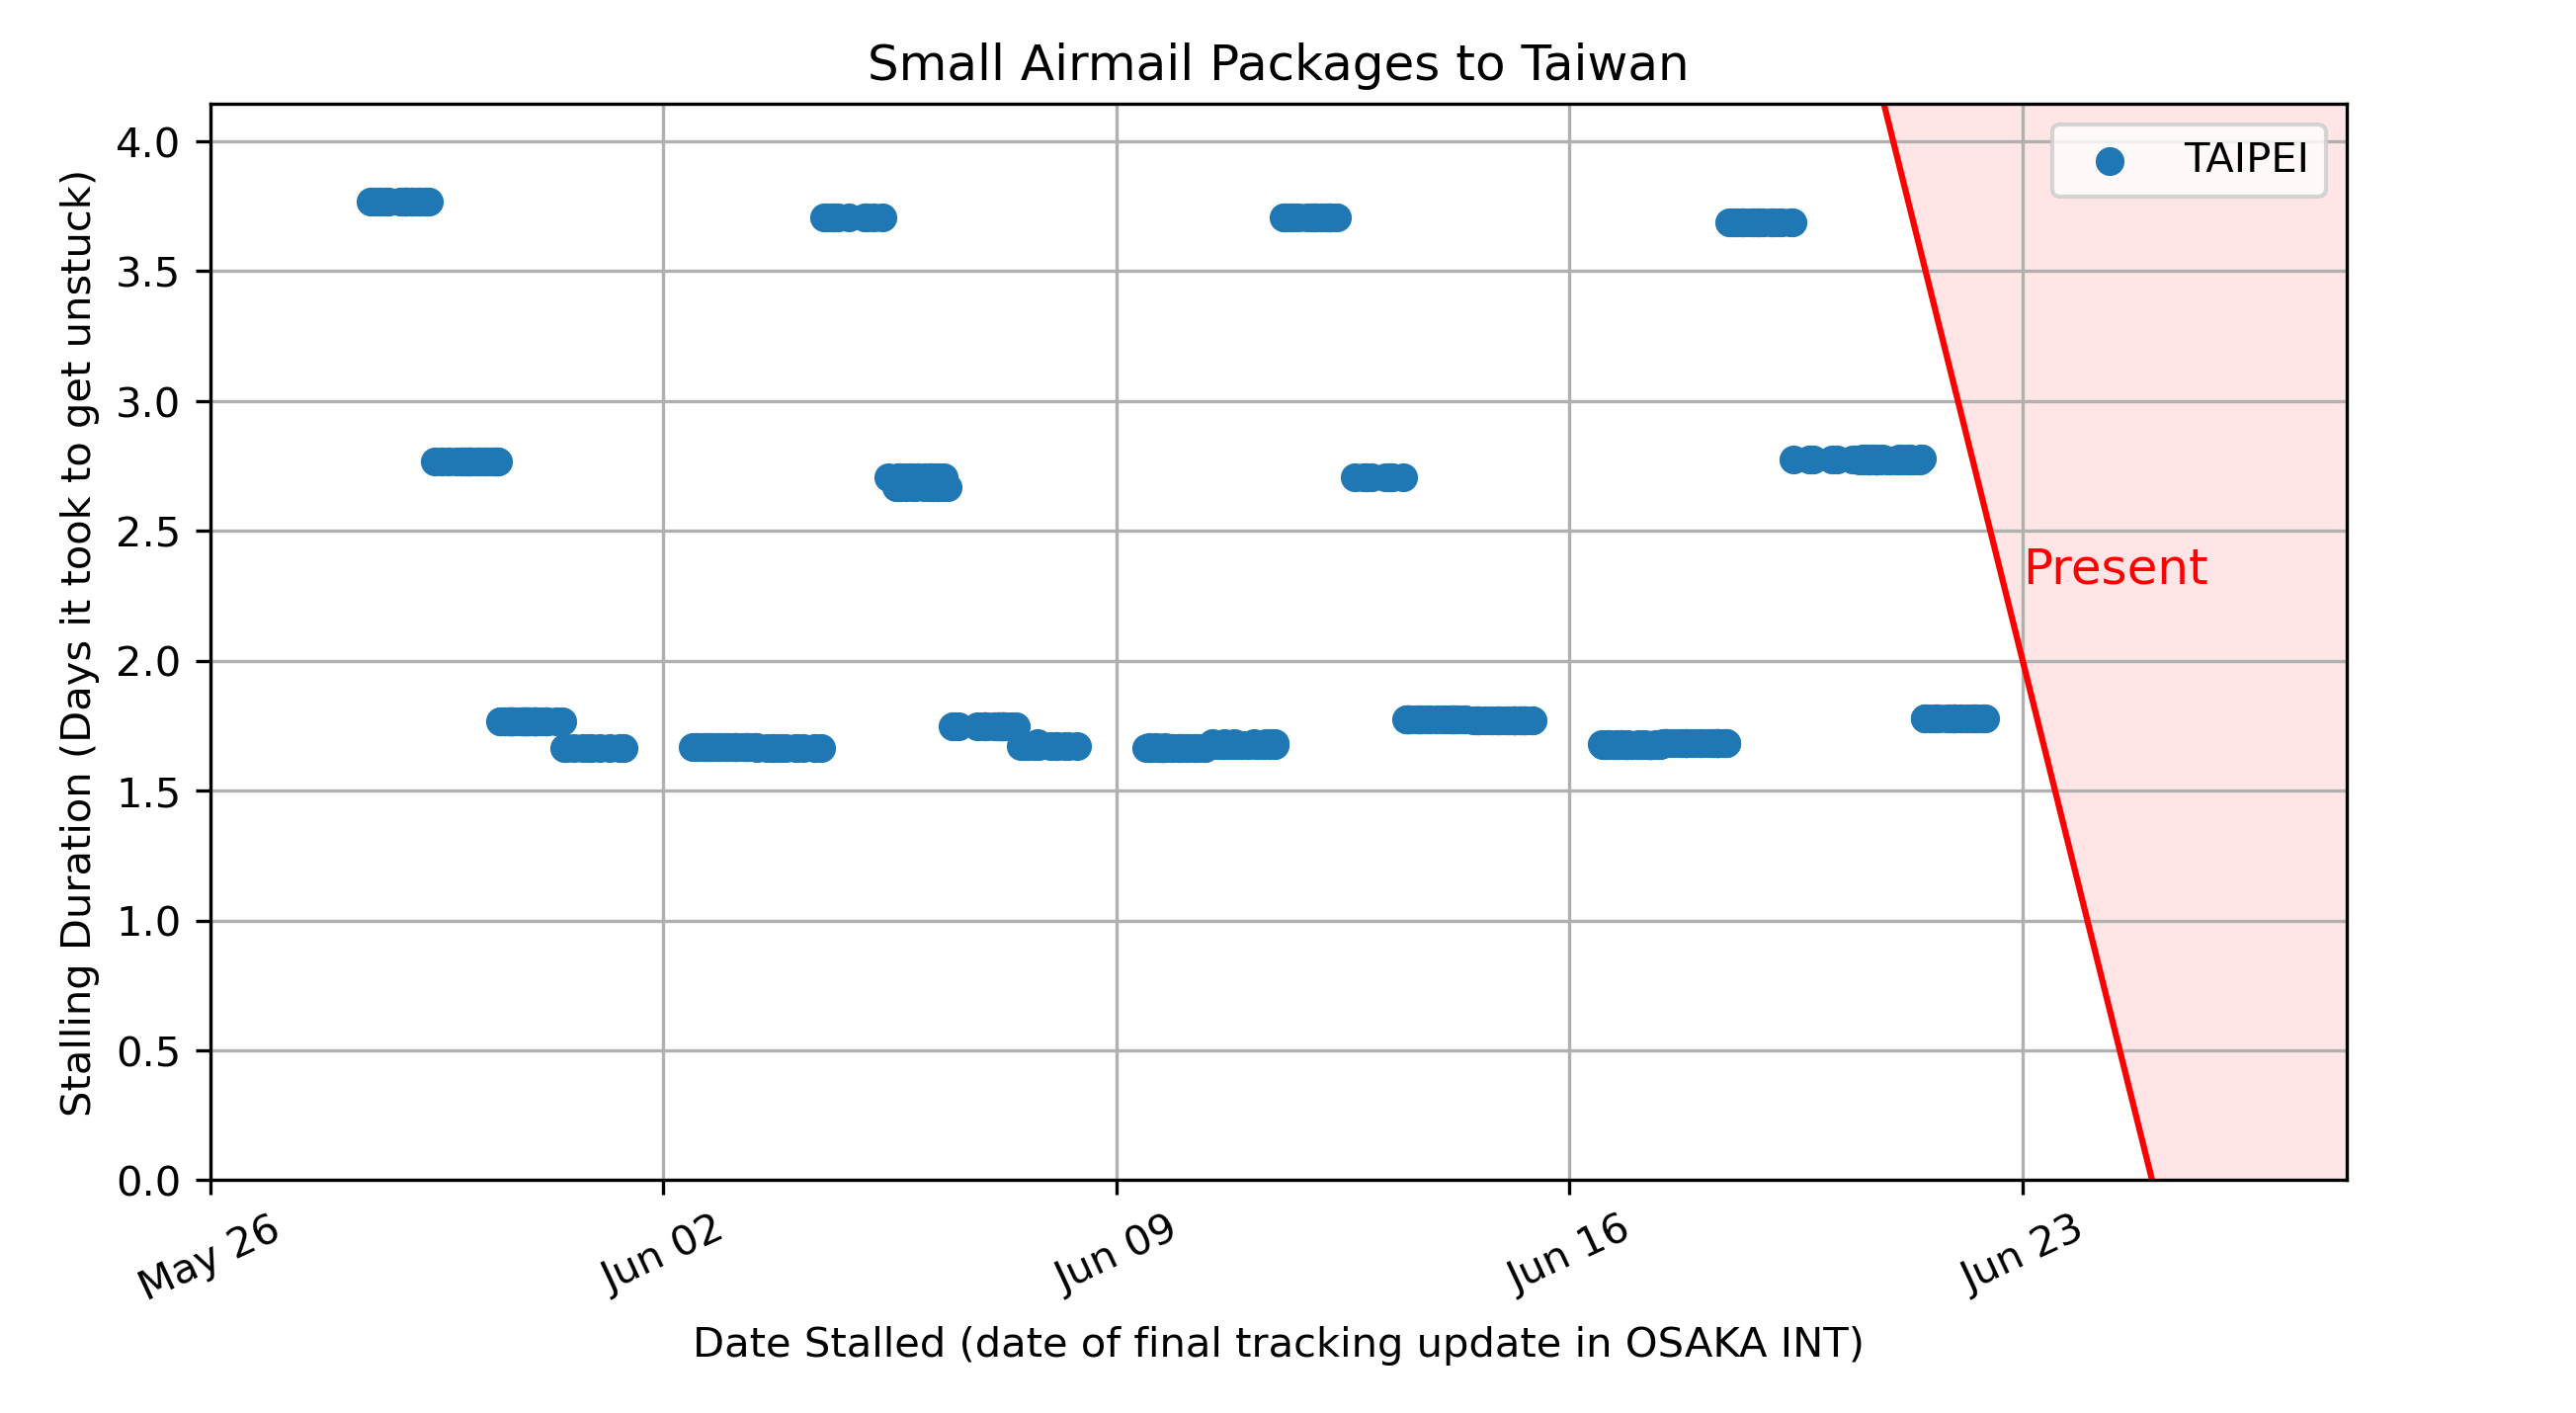 Small Airmail Packages to Taiwan
Stalling Duration (Days it took to get unstuck)
4.0
3.5
3.0
2.5
2.0
1.5
1.0
0.5
0.0
TAIPEI
Present
May 26
Jun 02
Jun 09
Jun 16
Jun 23
Date Stalled (date of final tracking update in OSAKA INT)